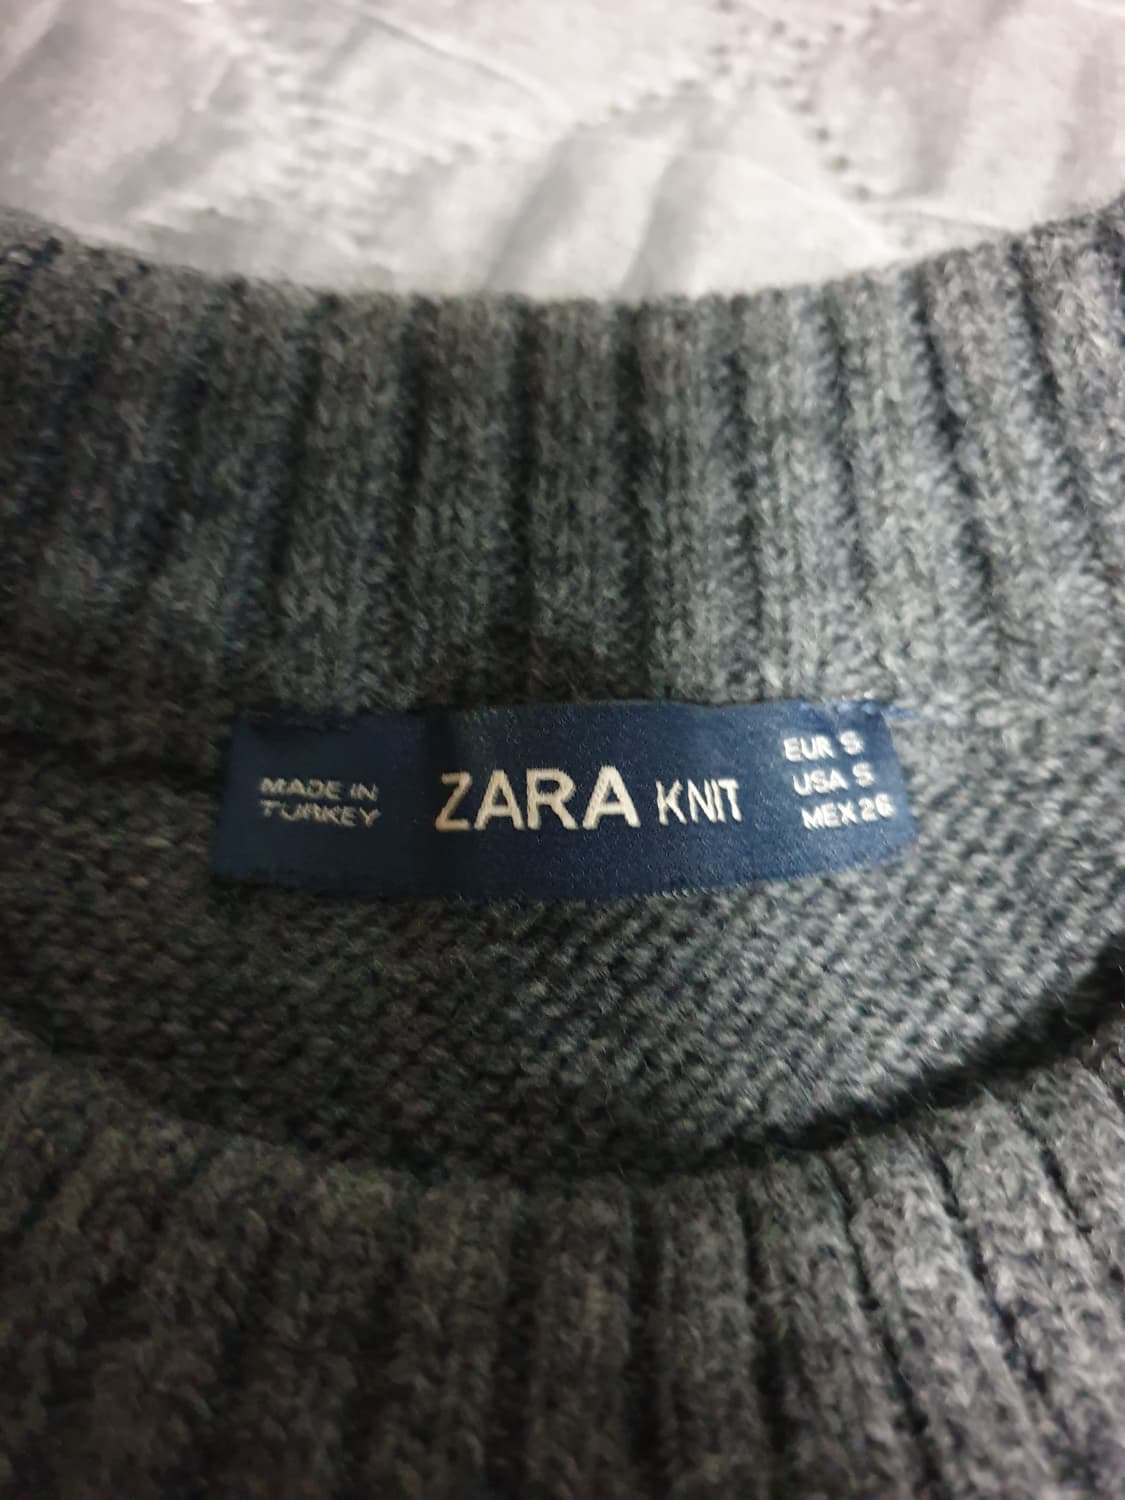 MADE IN
TURKEY
ZARA KNIT
EUR S
USA S
MEX 26